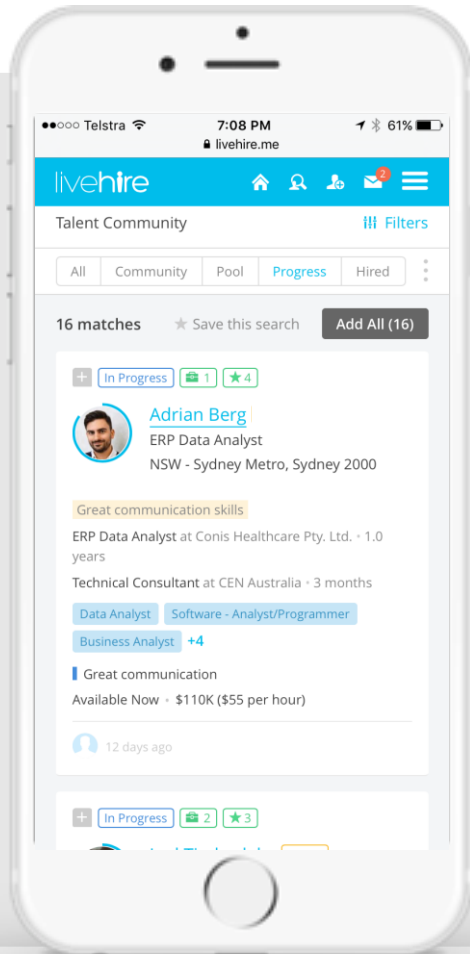 Telstra 7:08 PM 61%
livehire.me
livehire 2
Talent Community Filters
All Community Pool Progress Hired
16 matches Save this search Add All (16)
In Progress 1 4
Adrian Berg
ERP Data Analyst
NSW - Sydney Metro, Sydney 2000
Great communication skills
ERP Data Analyst at Conis Healthcare Pty. Ltd. • 1.0
years
Technical Consultant at CEN Australia • 3 months
Data Analyst Software - Analyst/Programmer
Business Analyst +4
Great communication
Available Now • $110K ($55 per hour)
12 days ago
In Progress 2 3